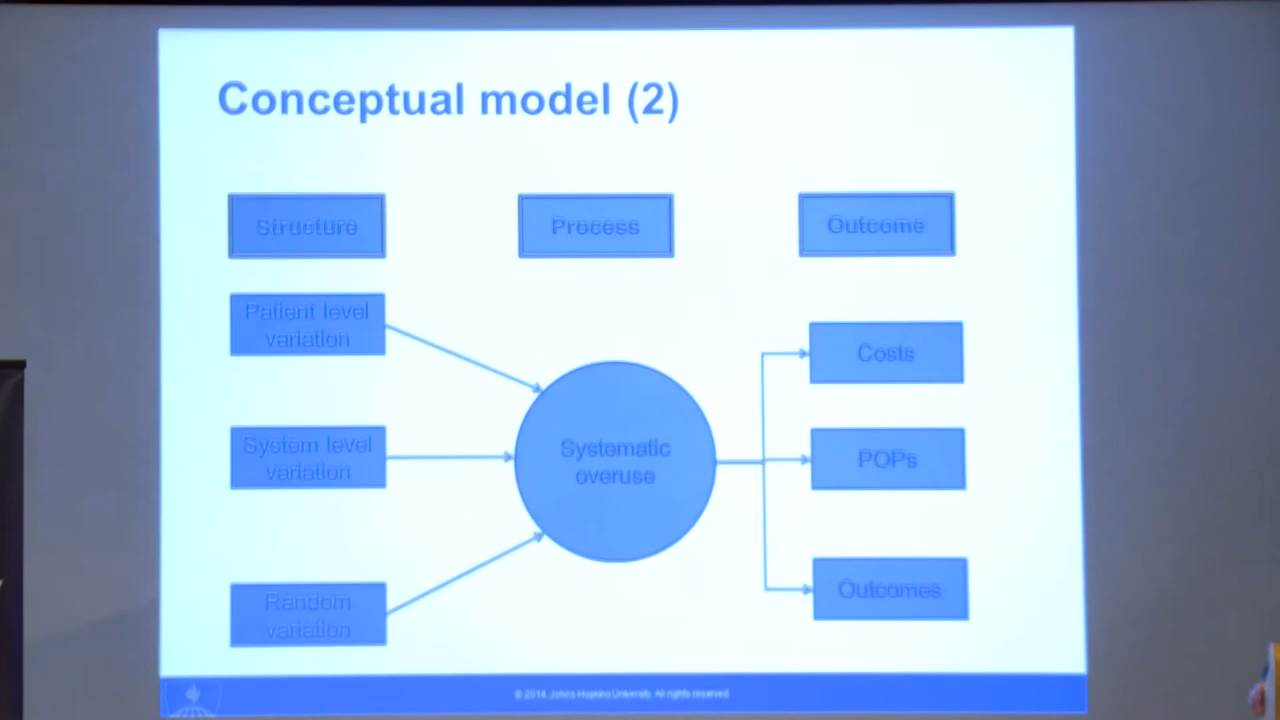 Conceptual model (2)
Structure
Process
Outcome
Patient level
variation
System level
variation
Random
variation
Systematic
overuse
Costs
POPs
Outcomes
© 2014, Johns Hopkins University. All rights reserved.